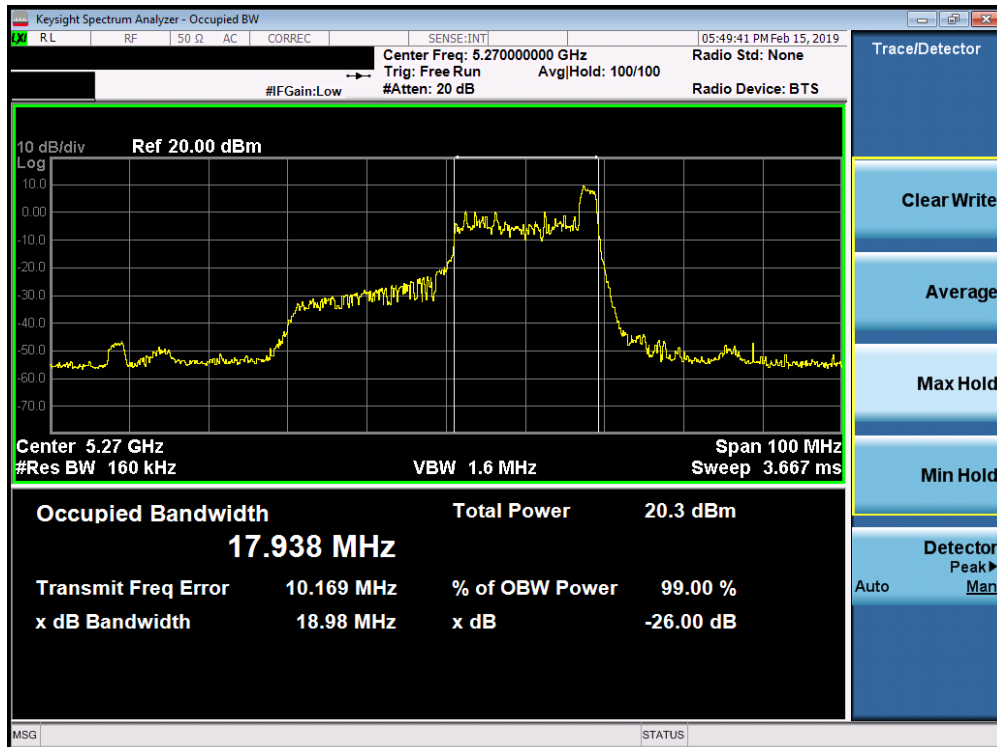 Keysight Spectrum Analyzer - Occupied BW
LXI RL RF 50 Ω AC CORREC SENSE:INT 05:49:41 PM Feb 15, 2019
Center Freq: 5.270000000 GHz Radio Std: None
Trig: Free Run Avg|Hold: 100/100
#IFGain:Low #Atten: 20 dB Radio Device: BTS
10 dB/div Ref 20.00 dBm
Log
10.0
0.00
-10.0
-20.0
-30.0
-40.0
-50.0
-60.0
-70.0
Center 5.27 GHz Span 100 MHz
#Res BW 160 kHz VBW 1.6 MHz Sweep 3.667 ms
Occupied Bandwidth Total Power 20.3 dBm
17.938 MHz
Transmit Freq Error 10.169 MHz % of OBW Power 99.00 %
x dB Bandwidth 18.98 MHz x dB -26.00 dB
MSG STATUS
Trace/Detector
Clear Write
Average
Max Hold
Min Hold
Detector
Peak▶
Auto Man